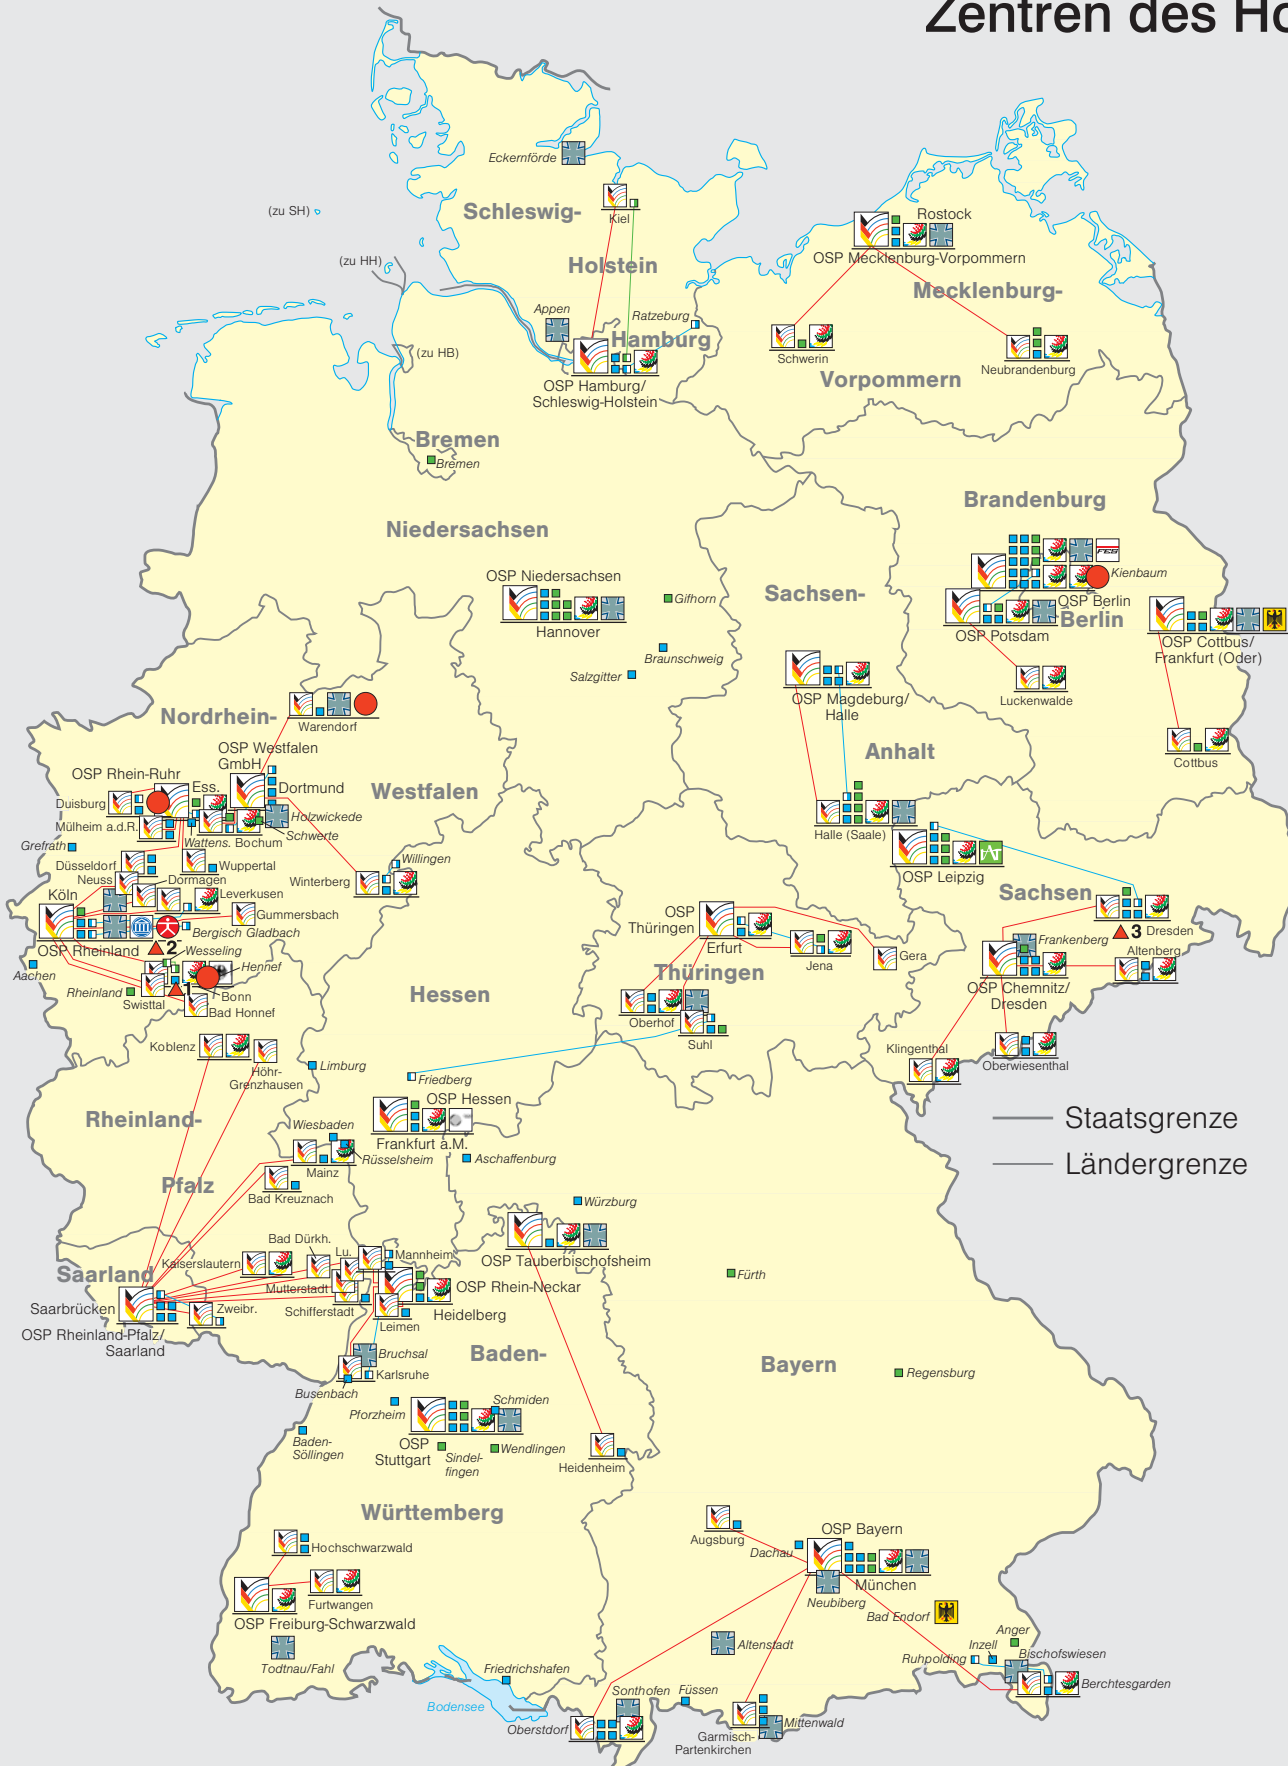 Zentren des Ho
Eckernförde
(zu SH)
Kiel
Schleswig-
Holstein
(zu HH)
Rostock
OSP Mecklenburg-Vorpommern
Mecklenburg-
Vorpommern
Appen
Ratzeburg
Hamburg
(zu HB)
OSP Hamburg/
Schleswig-Holstein
Schwerin
Neubrandenburg
Bremen
Bremen
Niedersachsen
Brandenburg
OSP Niedersachsen
Hannover
Gifhorn
Braunschweig
Salzgitter
Sachsen-
Anhalt
FES
Kienbaum
OSP Berlin
Berlin
OSP Potsdam
Luckenwalde
OSP Cottbus/
Frankfurt (Oder)
Cottbus
OSP Magdeburg/
Halle
Halle (Saale)
Nordrhein-
Westfalen
Warendorf
OSP Westfalen
GmbH
Dortmund
OSP Rhein-Ruhr
Ess.
Duisburg
Mülheim a.d.R.
Holzwickede
Schwerte
Wattens.
Bochum
Grefrath
Düsseldorf
Wuppertal
Neuss
Dormagen
Leverkusen
Willingen
Winterberg
Köln
Gummersbach
Bergisch Gladbach
OSP Rheinland
2
Wesseling
Aachen
Hennef
Rheinland
1
Swisttal
Bonn
Bad Honnef
OSP Leipzig
Sachsen
3
Dresden
Frankenberg
Altenberg
OSP Chemnitz/
Dresden
Klingenthal
Oberwiesenthal
OSP
Thüringen
Erfurt
Thüringen
Jena
Gera
Oberhof
Suhl
Hessen
Koblenz
Höhr-
Grenzhausen
Limburg
Friedberg
OSP Hessen
Frankfurt a.M.
Rheinland-
Pfalz
Wiesbaden
Rüsselsheim
Mainz
Bad Kreuznach
Aschaffenburg
Staatsgrenze
Ländergrenze
Würzburg
OSP Tauberbischofsheim
Fürth
Bad Dürkh.
Lu.
Mannheim
Kaiserslautern
Mutterstadt
Schifferstadt
OSP Rhein-Neckar
Heidelberg
Leimen
Saarland
Saarbrücken
Zweibr.
OSP Rheinland-Pfalz/
Saarland
Bruchsal
Karlsruhe
Busenbach
Baden-
Württemberg
Bayern
Regensburg
Pforzheim
Schmiden
OSP
Stuttgart
Sindel-
fingen
Wendlingen
Heidenheim
Baden-
Söllingen
Hochschwarzwald
Furtwangen
OSP Freiburg-Schwarzwald
Todtnau/Fahl
Augsburg
Dachau
OSP Bayern
München
Neubiberg
Bad Endorf
Altenstadt
Anger
Inzell
Bischofswiesen
Ruhpolding
Berchtesgarden
Friedrichshafen
Bodensee
Sonthofen
Füssen
Oberstdorf
Garmisch-
Partenkirchen
Mittenwald